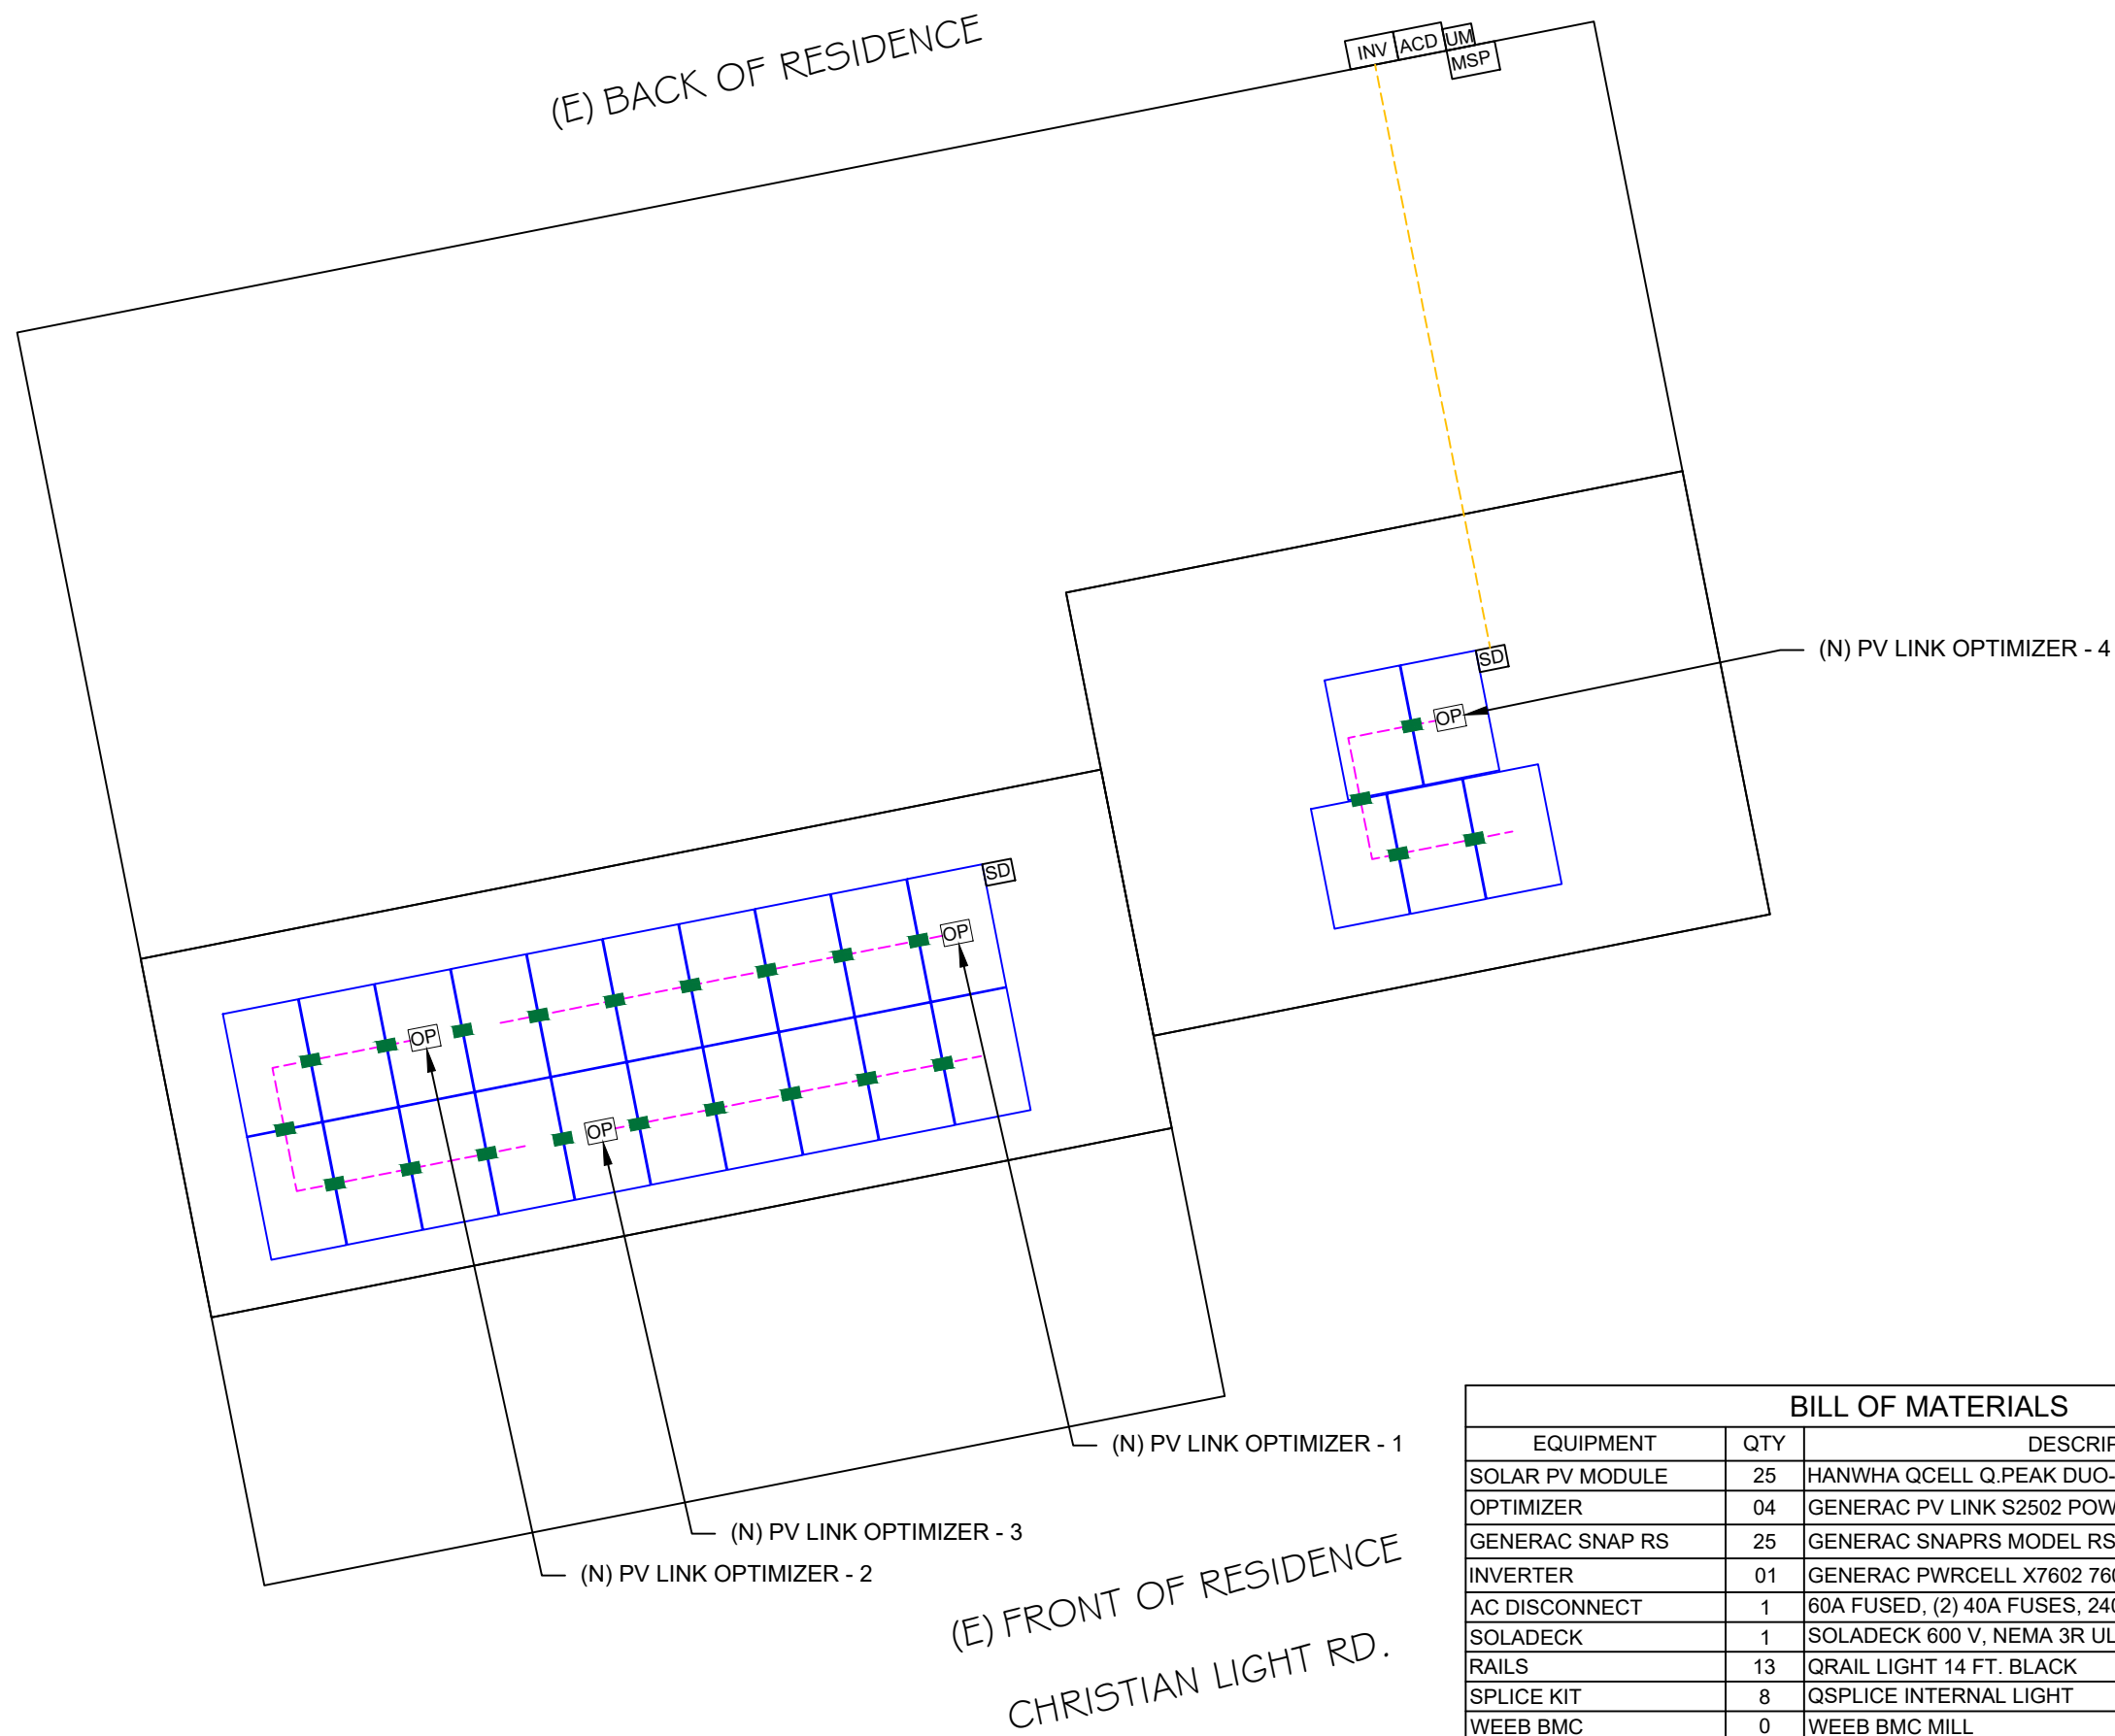 (E) BACK OF RESIDENCE
INV
ACD
UM
MSP
(N) PV LINK OPTIMIZER - 4
SD
OP
SD
OP
OP
OP
(N) PV LINK OPTIMIZER - 1
(N) PV LINK OPTIMIZER - 3
(N) PV LINK OPTIMIZER - 2
(E) FRONT OF RESIDENCE
CHRISTIAN LIGHT RD.
BILL OF MATERIALS
EQUIPMENT QTY DESCRIP
SOLAR PV MODULE 25 HANWHA QCELL Q.PEAK DUO-
OPTIMIZER 04 GENERAC PV LINK S2502 POW
GENERAC SNAP RS 25 GENERAC SNAPRS MODEL RS
INVERTER 01 GENERAC PWRCELL X7602 760
AC DISCONNECT 1 60A FUSED, (2) 40A FUSES, 240
SOLADECK 1 SOLADECK 600 V, NEMA 3R UL
RAILS 13 QRAIL LIGHT 14 FT. BLACK
SPLICE KIT 8 QSPLICE INTERNAL LIGHT
WEEB BMC 0 WEEB BMC MILL